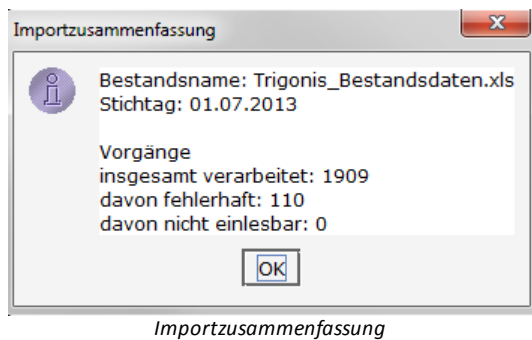 Importzusammenfassung
Bestandsname: Trigonis_Bestandsdaten.xls
Stichtag: 01.07.2013
Vorgänge
insgesamt verarbeitet: 1909
davon fehlerhaft: 110
davon nicht einlesbar: 0
OK
Importzusammenfassung